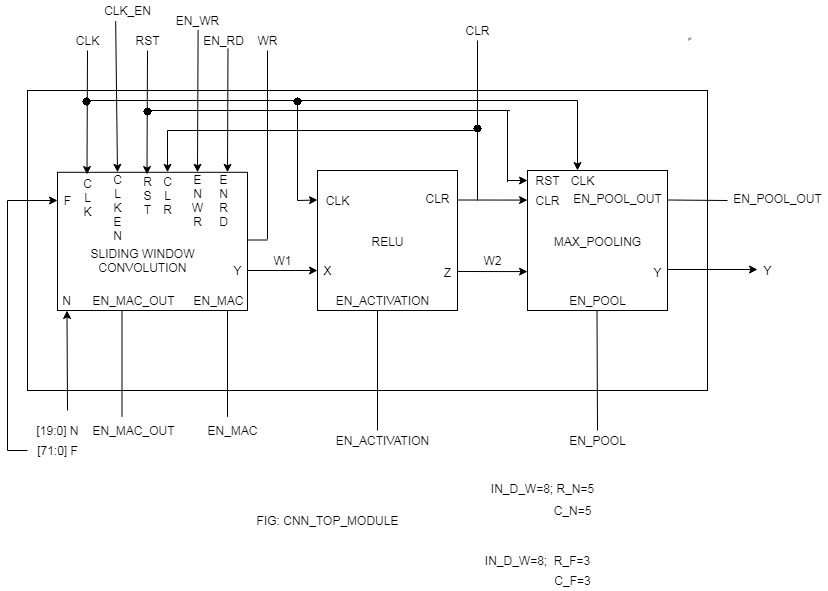 CLK_EN
EN_WR
CLK RST EN_RD WR CLR
C
L
K
C
L
K
E
N
R
S
T
C
L
R
E
N
W
R
E
N
R
D
F
SLIDING WINDOW
CONVOLUTION
Y
N EN_MAC_OUT EN_MAC
W1
CLK CLR
RELU
X Z
EN_ACTIVATION
W2
RST CLK
CLR EN_POOL_OUT
MAX_POOLING
Y
EN_POOL
EN_POOL_OUT
Y
[19:0] N EN_MAC_OUT EN_MAC
[71:0] F
EN_ACTIVATION EN_POOL
IN_D_W=8; R_N=5
C_N=5
FIG: CNN_TOP_MODULE
IN_D_W=8; R_F=3
C_F=3